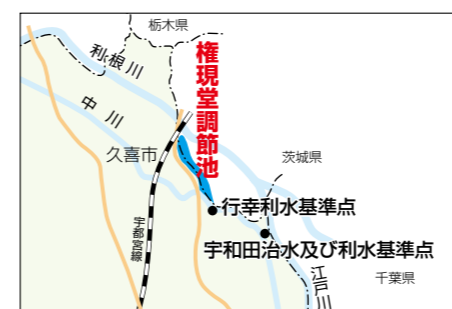 栃木県
利根川
権現堂調節池
中川
久喜市
茨城県
行幸利水基準点
宇都宮線
宇和田治水及び利水基準点
江戸川
千葉県